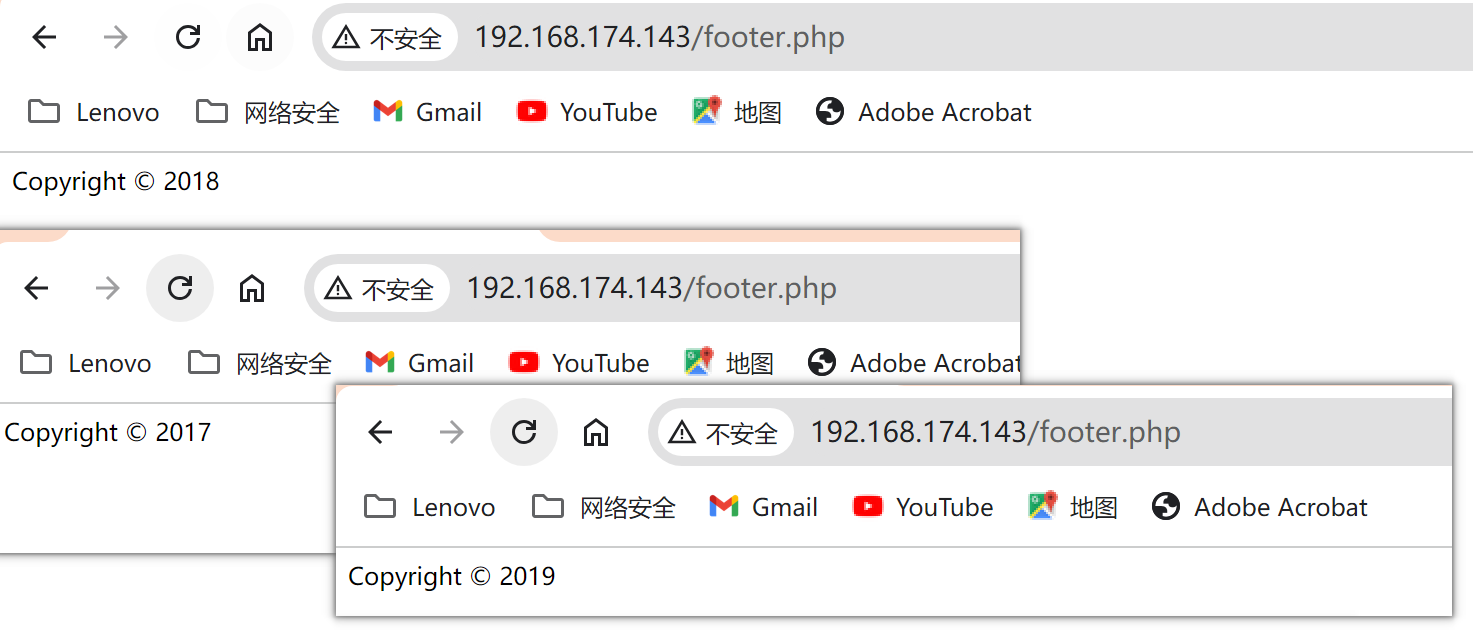 不安全 192.168.174.143/footer.php
Lenovo 网络安全 Gmail YouTube 地图 Adobe Acrobat
Copyright © 2018
不安全 192.168.174.143/footer.php
Lenovo 网络安全 Gmail YouTube 地图 Adobe Acrobat
Copyright © 2017
不安全 192.168.174.143/footer.php
Lenovo 网络安全 Gmail YouTube 地图 Adobe Acrobat
Copyright © 2019